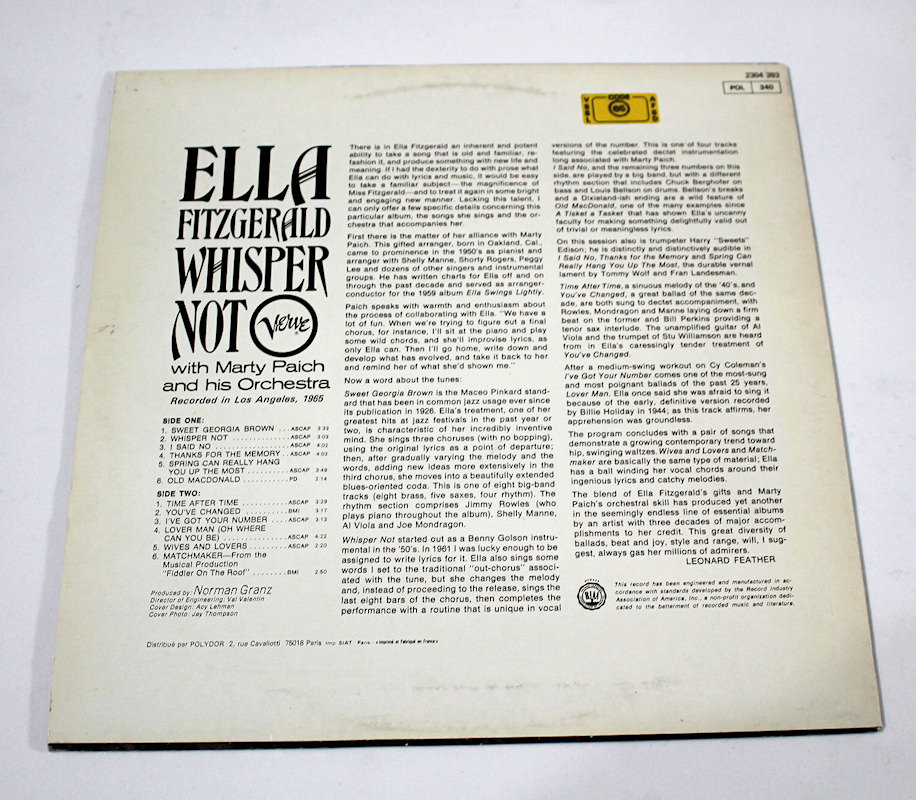 2304 393
POL 340
VBBL CODE 65 AFBD
ELLA
FITZGERALD
WHISPER
NOT Verve
with Marty Paich
and his Orchestra
Recorded in Los Angeles, 1965
SIDE ONE:
1. SWEET GEORGIA BROWN ...ASCAP 3:33
2. WHISPER NOT ............ASCAP 3:03
3. I SAID NO ...............ASCAP 4:02
4. THANKS FOR THE MEMORY..ASCAP 4:02
5. SPRING CAN REALLY HANG
YOU UP THE MOST.........ASCAP 3:49
6. OLD MACDONALD ..........PD 2:14
SIDE TWO:
1. TIME AFTER TIME ..........ASCAP 3:29
2. YOU'VE CHANGED ..........BMI 3:17
3. I'VE GOT YOUR NUMBER ....ASCAP 3:13
4. LOVER MAN (OH WHERE
CAN YOU BE) ..............ASCAP 4:22
5. WIVES AND LOVERS ........ASCAP 2:20
6. MATCHMAKER—From the
Musical Production
"Fiddler On The Roof" ........BMI 2:50
Produced by: Norman Granz
Director of Engineering: Val Valentin
Cover Design: Acy Lehman
Cover Photo: Jay Thompson
There is in Ella Fitzgerald an inherent and potent
ability to take a song that is old and familiar, re-
fashion it, and produce something with new life and
meaning. If I had the dexterity to do with prose what
Ella can do with lyrics and music, it would be easy
to take a familiar subject—the magnificence of
Miss Fitzgerald—and to treat it again in some bright
and engaging new manner. Lacking this talent, I
can only offer a few specific details concerning this
particular album, the songs she sings and the or-
chestra that accompanies her.
First there is the matter of her alliance with Marty
Paich. This gifted arranger, born in Oakland, Cal.,
came to prominence in the 1950's as pianist and
arranger with Shelly Manne, Shorty Rogers, Peggy
Lee and dozens of other singers and instrumental
groups. He has written charts for Ella off and on
through the past decade and served as arranger-
conductor for the 1959 album Ella Swings Lightly.
Paich speaks with warmth and enthusiasm about
the process of collaborating with Ella. "We have a
lot of fun. When we're trying to figure out a final
chorus, for instance, I'll sit at the piano and play
some wild chords, and she'll improvise lyrics, as
only Ella can. Then I'll go home, write down and
develop what has evolved, and take it back to her
and remind her of what she'd shown me."
Now a word about the tunes:
Sweet Georgia Brown is the Maceo Pinkard stand-
ard that has been in common jazz usage ever since
its publication in 1926. Ella's treatment, one of her
greatest hits at jazz festivals in the past year or
two, is characteristic of her incredibly inventive
mind. She sings three choruses (with no bopping),
using the original lyrics as a point of departure;
then, after gradually varying the melody and the
words, adding new ideas more extensively in the
third chorus, she moves into a beautifully extended
blues-oriented coda. This is one of eight big-band
tracks (eight brass, five saxes, four rhythm). The
rhythm section comprises Jimmy Rowles (who
plays piano throughout the album), Shelly Manne,
Al Viola and Joe Mondragon.
Whisper Not started out as a Benny Golson instru-
mental in the '50's. In 1961 I was lucky enough to be
assigned to write lyrics for it. Ella also sings some
words I set to the traditional "out-chorus" associ-
ated with the tune, but she changes the melody
and, instead of proceeding to the release, sings the
last eight bars of the chorus, then completes the
performance with a routine that is unique in vocal
versions of the number. This is one of four tracks
featuring the celebrated dectet instrumentation
long associated with Marty Paich.
I Said No, and the remaining three numbers on this
side, are played by a big band, but with a different
rhythm section that includes Chuck Berghofer on
bass and Louis Bellson on drums. Bellson's breaks
and a Dixieland-ish ending are a wild feature of
Old MacDonald, one of the many examples since
A Tisket a Tasket that has shown Ella's uncanny
faculty for making something delightfully valid out
of trivial or meaningless lyrics.
On this session also is trumpeter Harry "Sweets"
Edison; he is distinctly and distinctively audible in
I Said No, Thanks for the Memory and Spring Can
Really Hang You Up The Most, the durable vernal
lament by Tommy Wolf and Fran Landesman.
Time After Time, a sinuous melody of the '40's, and
You've Changed, a great ballad of the same dec-
ade, are both sung to dectet accompaniment, with
Rowles, Mondragon and Manne laying down a firm
beat on the former and Bill Perkins providing a
tenor sax interlude. The unamplified guitar of Al
Viola and the trumpet of Stu Williamson are heard
from in Ella's caressingly tender treatment of
You've Changed.
After a medium-swing workout on Cy Coleman's
I've Got Your Number comes one of the most-sung
and most poignant ballads of the past 25 years,
Lover Man. Ella once said she was afraid to sing it
because of the early, definitive version recorded
by Billie Holiday in 1944; as this track affirms, her
apprehension was groundless.
The program concludes with a pair of songs that
demonstrate a growing contemporary trend toward
hip, swinging waltzes. Wives and Lovers and Match-
maker are basically the same type of material; Ella
has a ball winding her vocal chords around their
ingenious lyrics and catchy melodies.
The blend of Ella Fitzgerald's gifts and Marty
Paich's orchestral skill has produced yet another
in the seemingly endless line of essential albums
by an artist with three decades of major accom-
plishments to her credit. This great diversity of
ballads, beat and joy, style and range, will, I sug-
gest, always gas her millions of admirers.
LEONARD FEATHER
RIAA
This record has been engineered and manufactured in ac-
cordance with standards developed by the Record Industry
Association of America, Inc., a non-profit organization dedi-
cated to the betterment of recorded music and literature.
Distribué par POLYDOR 2, rue Cavallotti 75018 Paris Imp SIAT Paris «Imprimé et Fabriqué en France»